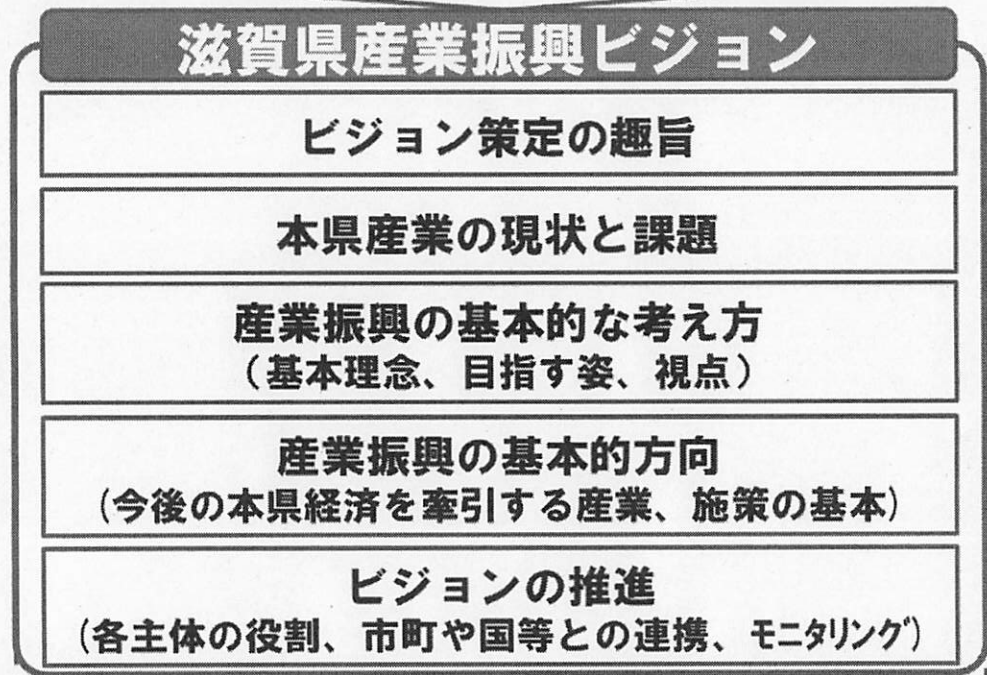 滋賀県産業振興ビジョン
ビジョン策定の趣旨
本県産業の現状と課題
産業振興の基本的な考え方
（基本理念、目指す姿、視点）
産業振興の基本的方向
(今後の本県経済を牽引する産業、施策の基本)
ビジョンの推進
(各主体の役割、市町や国等との連携、ﾓﾆﾀﾘﾝｸﾞ)